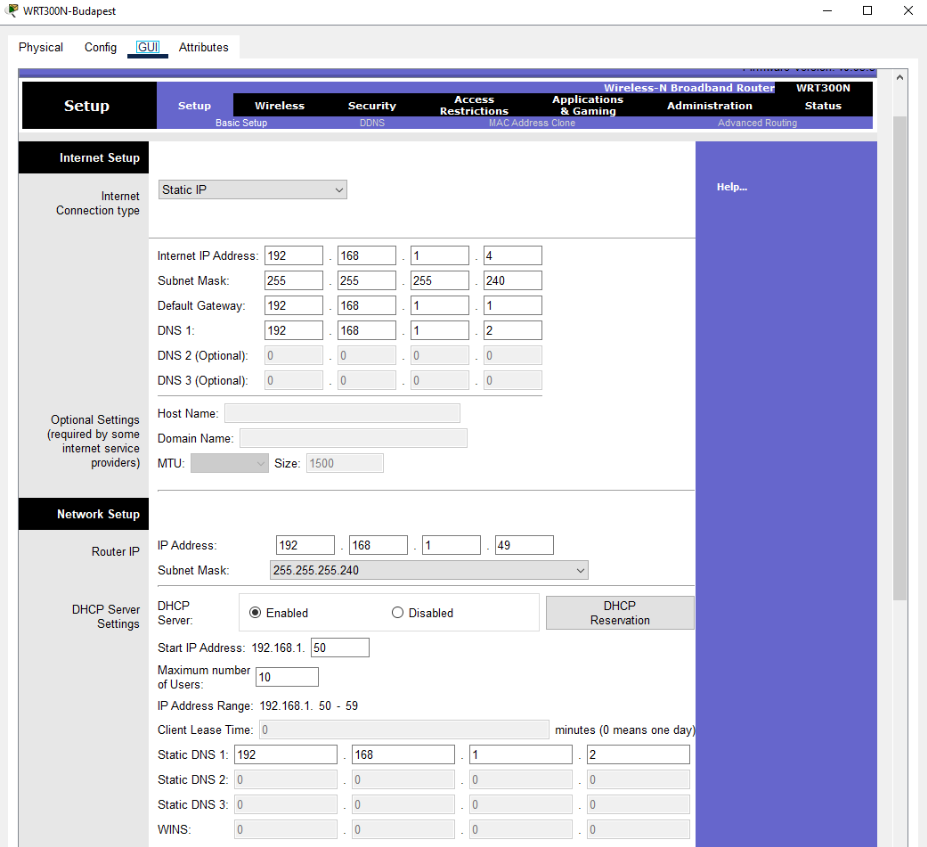 WRT300N-Budapest
Physical Config GUI Attributes
Wireless-N Broadband Router WRT300N
Setup Setup Wireless Security Access Restrictions Applications & Gaming Administration Status
Basic Setup DDNS MAC Address Clone Advanced Routing
Internet Setup
Help...
Internet Connection type
Static IP
Internet IP Address: 192 . 168 . 1 . 4
Subnet Mask: 255 . 255 . 255 . 240
Default Gateway: 192 . 168 . 1 . 1
DNS 1: 192 . 168 . 1 . 2
DNS 2 (Optional): 0 . 0 . 0 . 0
DNS 3 (Optional): 0 . 0 . 0 . 0
Optional Settings
(required by some
internet service
providers)
Host Name:
Domain Name:
MTU: Size: 1500
Network Setup
Router IP
IP Address: 192 . 168 . 1 . 49
Subnet Mask: 255.255.255.240
DHCP Server
Settings
DHCP
Server:
Enabled Disabled
DHCP
Reservation
Start IP Address: 192.168.1. 50
Maximum number
of Users: 10
IP Address Range: 192.168.1. 50 - 59
Client Lease Time: 0 minutes (0 means one day)
Static DNS 1: 192 . 168 . 1 . 2
Static DNS 2: 0 . 0 . 0 . 0
Static DNS 3: 0 . 0 . 0 . 0
WINS: 0 . 0 . 0 . 0